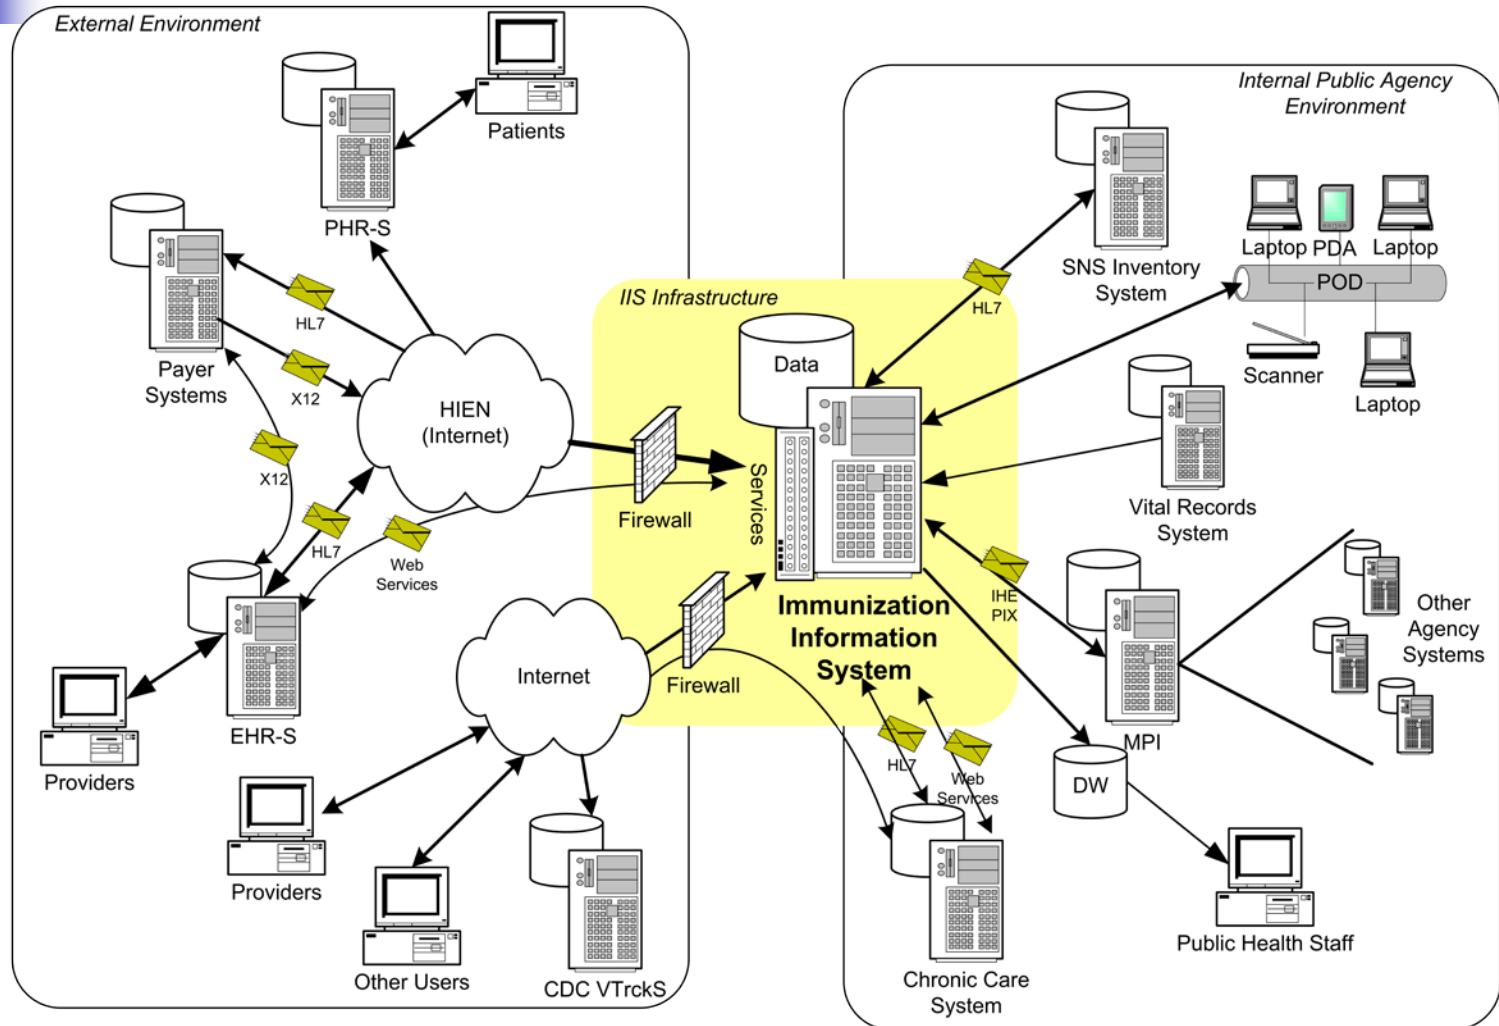 External Environment
Patients
PHR-S
Payer
Systems
HL7
X12
HIEN
(Internet)
X12
HL7
Web
Services
EHR-S
Providers
Providers
Other Users
CDC VTrckS
Internet
IIS Infrastructure
Data
Services
Firewall
Firewall
Immunization
Information
System
Internal Public Agency
Environment
SNS Inventory
System
HL7
Laptop
PDA
Laptop
POD
Scanner
Laptop
Vital Records
System
IHE
PIX
MPI
Other
Agency
Systems
DW
Public Health Staff
HL7
Web
Services
Chronic Care
System